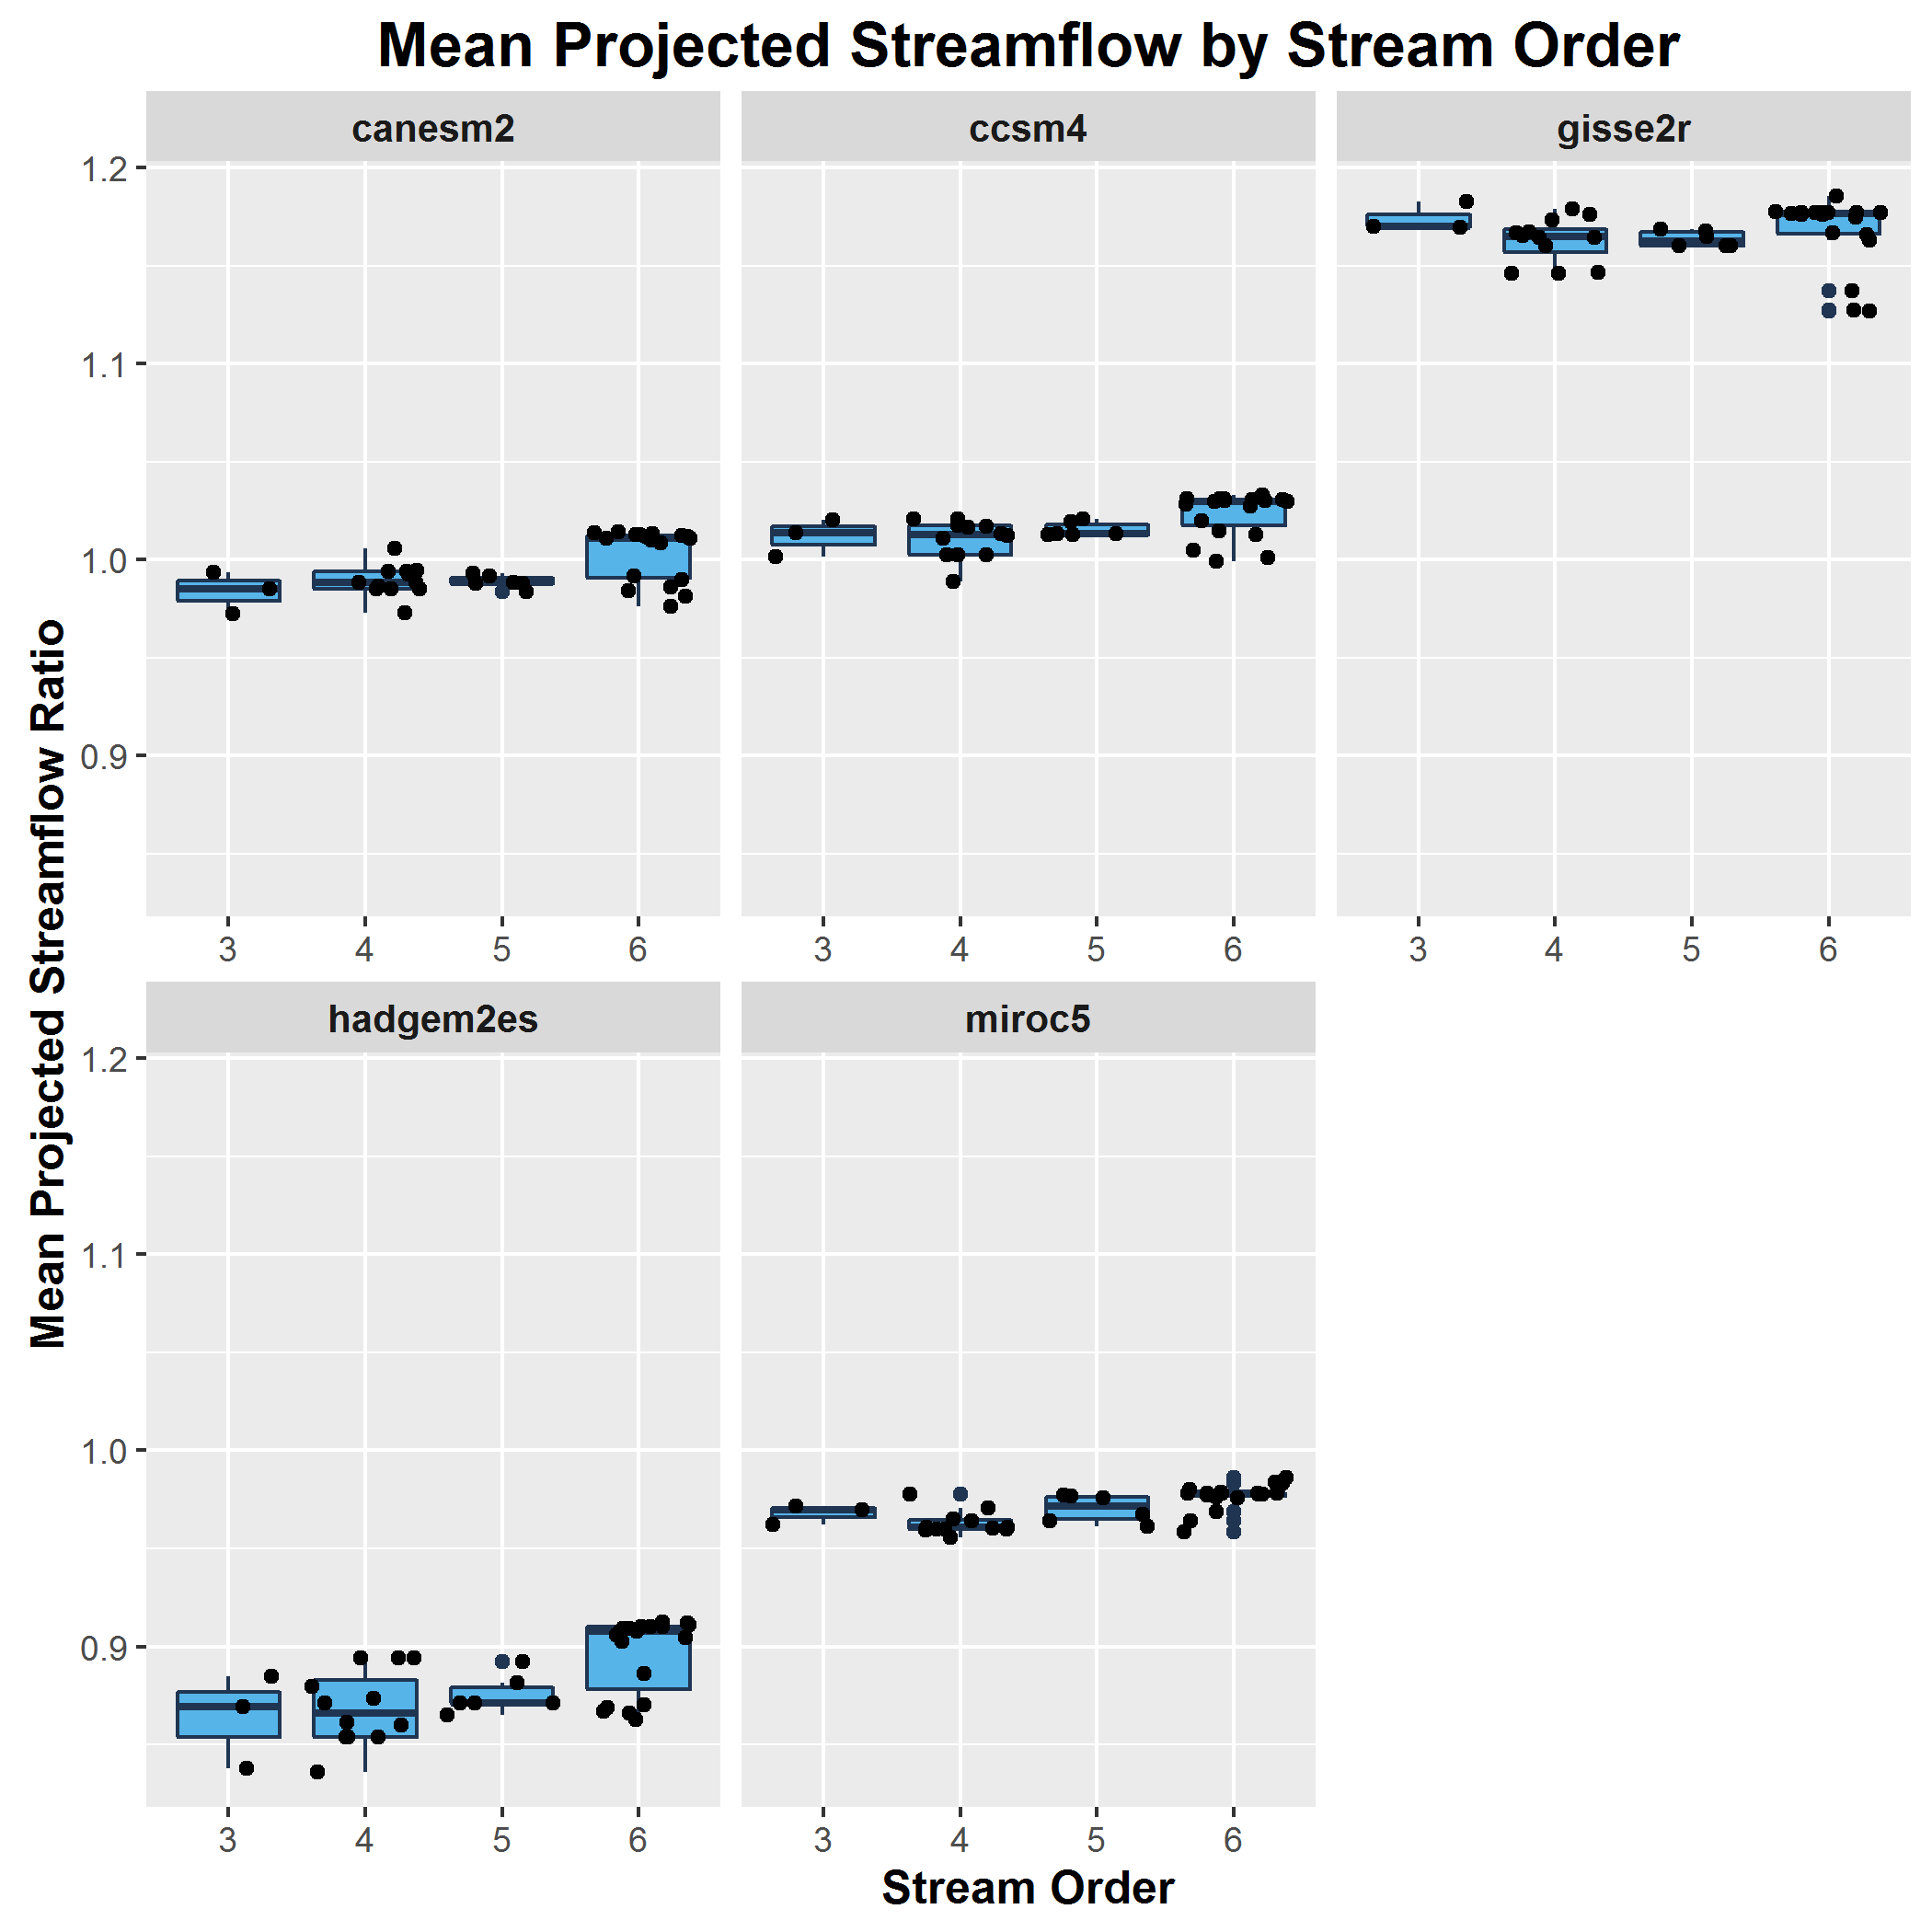 Mean Projected Streamflow by Stream Order
canesm2 ccsm4 gisse2r
1.2
1.1
1.0
0.9
3 4 5 6 3 4 5 6 3 4 5 6
Mean Projected Streamflow Ratio
hadgem2es miroc5
1.2
1.1
1.0
0.9
3 4 5 6 3 4 5 6
Stream Order